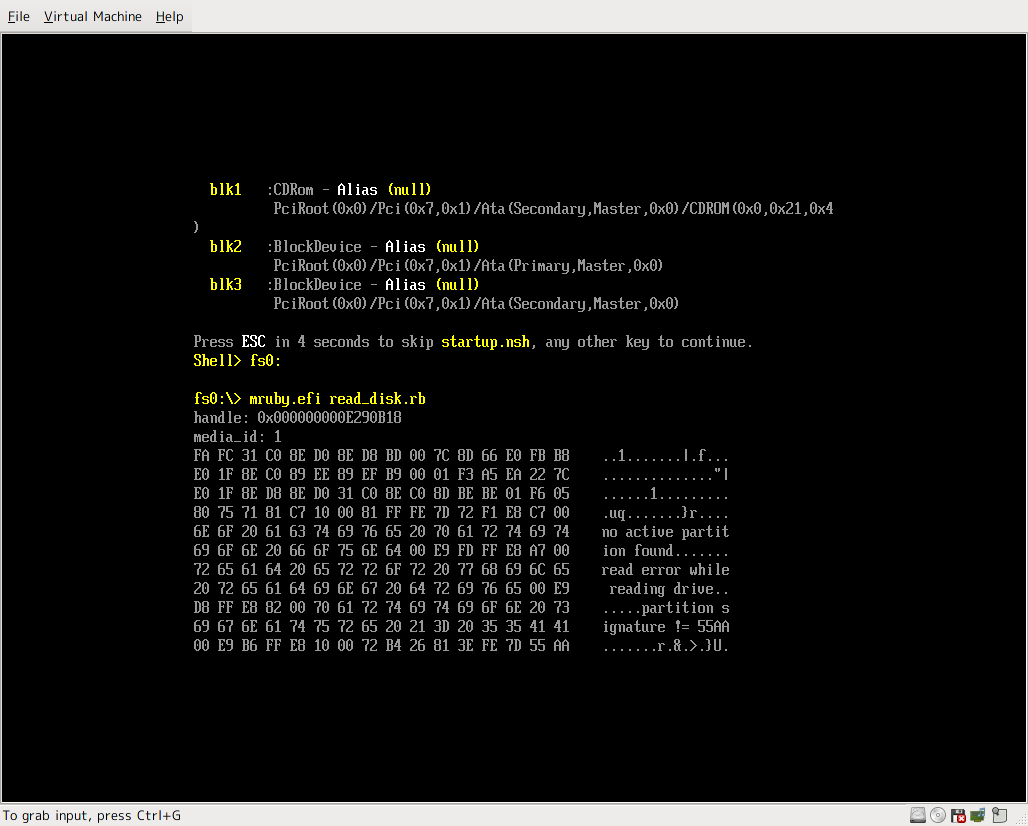 File Virtual Machine Help
blk1 :CDRom - Alias (null)
PciRoot(0x0)/Pci(0x7,0x1)/Ata(Secondary,Master,0x0)/CDROM(0x0,0x21,0x4
)
blk2 :BlockDevice - Alias (null)
PciRoot(0x0)/Pci(0x7,0x1)/Ata(Primary,Master,0x0)
blk3 :BlockDevice - Alias (null)
PciRoot(0x0)/Pci(0x7,0x1)/Ata(Secondary,Master,0x0)
Press ESC in 4 seconds to skip startup.nsh, any other key to continue.
Shell> fs0:
fs0:\> mruby.efi read_disk.rb
handle: 0x000000000E290B18
media_id: 1
FA FC 31 C0 8E D0 8E D8 BD 00 7C 8D 66 E0 FB B8 ..1.......|.f...
E0 1F 8E C0 89 EE 89 EF B9 00 01 F3 A5 EA 22 7C .............."|
E0 1F 8E D8 8E D0 31 C0 8E C0 8D BE BE 01 F6 05 ......1.........
80 75 71 81 C7 10 00 81 FF FE 7D 72 F1 E8 C7 00 .uq.......}r....
6E 6F 20 61 63 74 69 76 65 20 70 61 72 74 69 74 no active partit
69 6F 6E 20 66 6F 75 6E 64 00 E9 FD FF E8 A7 00 ion found.......
72 65 61 64 20 65 72 72 6F 72 20 77 68 69 6C 65 read error while
20 72 65 61 64 69 6E 67 20 64 72 69 76 65 00 E9 reading drive..
D8 FF E8 82 00 70 61 72 74 69 74 69 6F 6E 20 73 .....partition s
69 67 6E 61 74 75 72 65 20 21 3D 20 35 35 41 41 ignature != 55AA
00 E9 B6 FF E8 10 00 72 B4 26 81 3E FE 7D 55 AA .......r.&.>.}U.
To grab input, press Ctrl+G